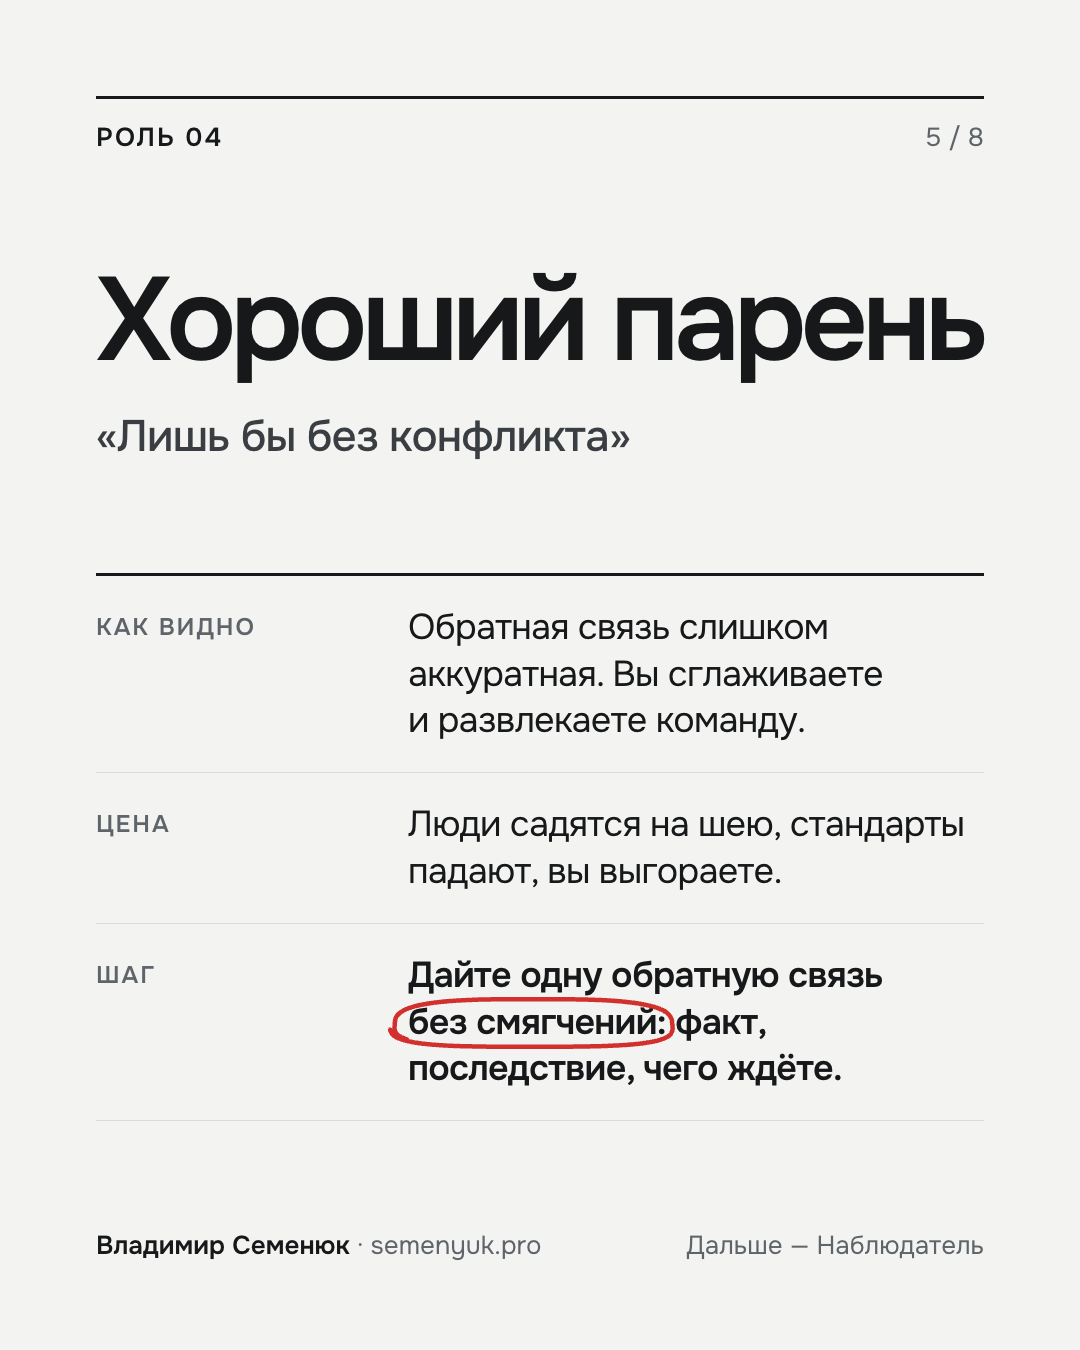 РОЛЬ 04
5 / 8
Хороший парень
«Лишь бы без конфликта»
КАК ВИДНО
Обратная связь слишком
аккуратная. Вы сглаживаете
и развлекаете команду.
ЦЕНА
Люди садятся на шею, стандарты
падают, вы выгораете.
ШАГ
Дайте одну обратную связь
без смягчений: факт,
последствие, чего ждёте.
Владимир Семенюк · semenyuk.pro
Дальше — Наблюдатель